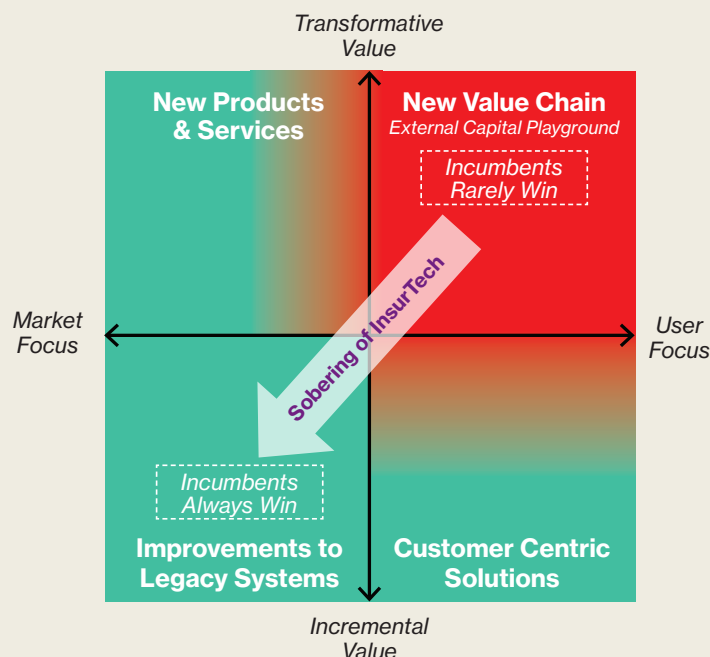 Transformative
Value
New Products
& Services
New Value Chain
External Capital Playground
Incumbents
Rarely Win
Market
Focus
User
Focus
Sobering of InsurTech
Incumbents
Always Win
Improvements to
Legacy Systems
Customer Centric
Solutions
Incremental
Value